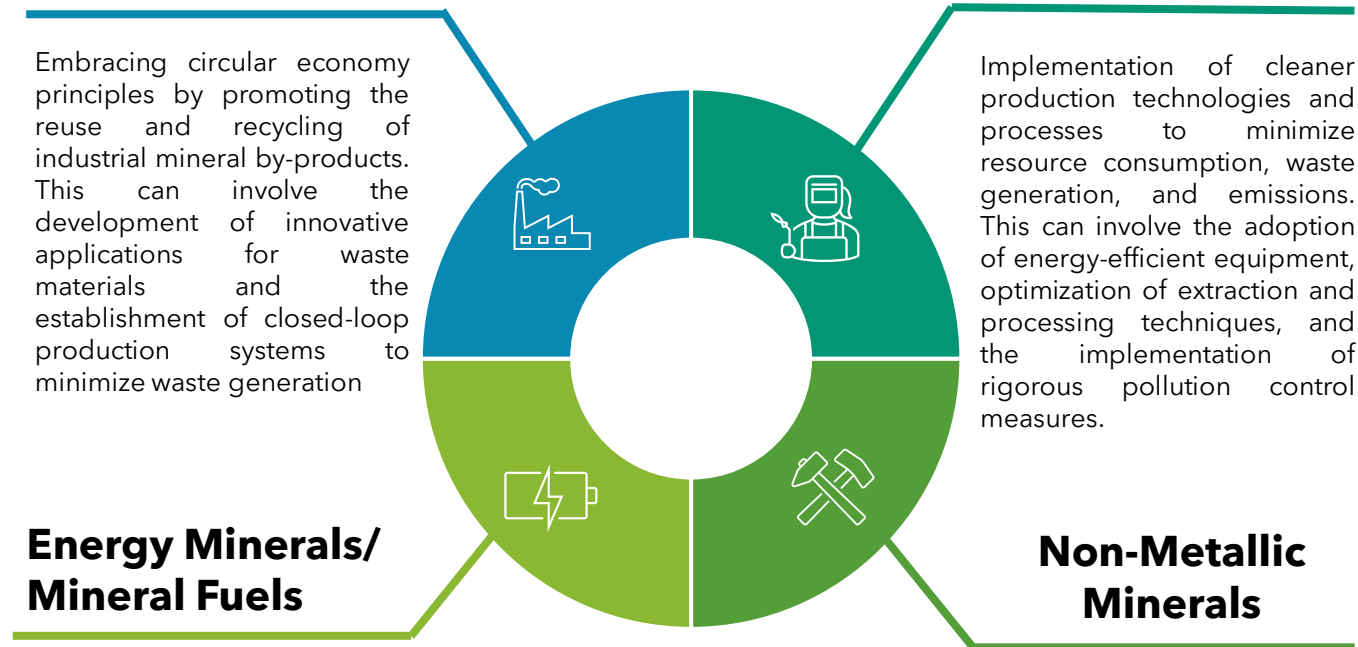 Embracing circular economy
principles by promoting the
reuse and recycling of
industrial mineral by-products.
This can involve the
development of innovative
applications for waste
materials and the
establishment of closed-loop
production systems to
minimize waste generation
Implementation of cleaner
production technologies and
processes to minimize
resource consumption, waste
generation, and emissions.
This can involve the adoption
of energy-efficient equipment,
optimization of extraction and
processing techniques, and
the implementation of
rigorous pollution control
measures.
Energy Minerals/
Mineral Fuels
Non-Metallic
Minerals